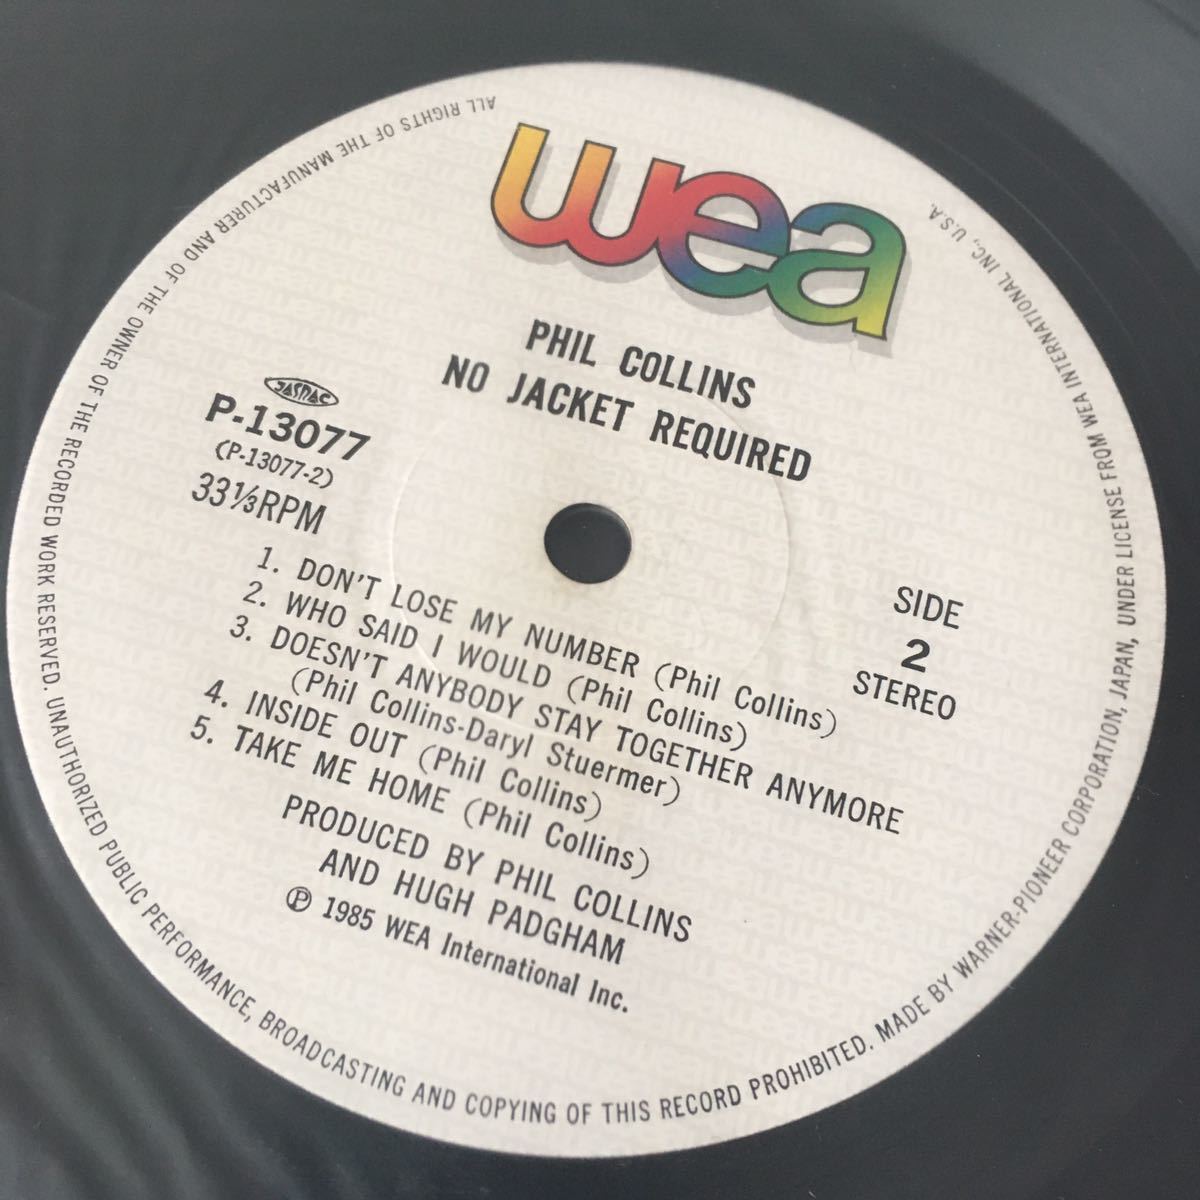 wea
PHIL COLLINS
NO JACKET REQUIRED
JASRAC
P-13077
(P-13077-2)
33⅓RPM
SIDE
2
STEREO
1. DON'T LOSE MY NUMBER (Phil Collins)
2. WHO SAID I WOULD (Phil Collins)
3. DOESN'T ANYBODY STAY TOGETHER ANYMORE
(Phil Collins-Daryl Stuermer)
4. INSIDE OUT (Phil Collins)
5. TAKE ME HOME (Phil Collins)
PRODUCED BY PHIL COLLINS
AND HUGH PADGHAM
℗ 1985 WEA International Inc.
ALL RIGHTS OF THE MANUFACTURER AND OF THE OWNER OF THE RECORDED WORK RESERVED. UNAUTHORIZED PUBLIC PERFORMANCE, BROADCASTING AND COPYING OF THIS RECORD PROHIBITED. MADE BY WARNER-PIONEER CORPORATION, JAPAN, UNDER LICENSE FROM WEA INTERNATIONAL INC., U.S.A.